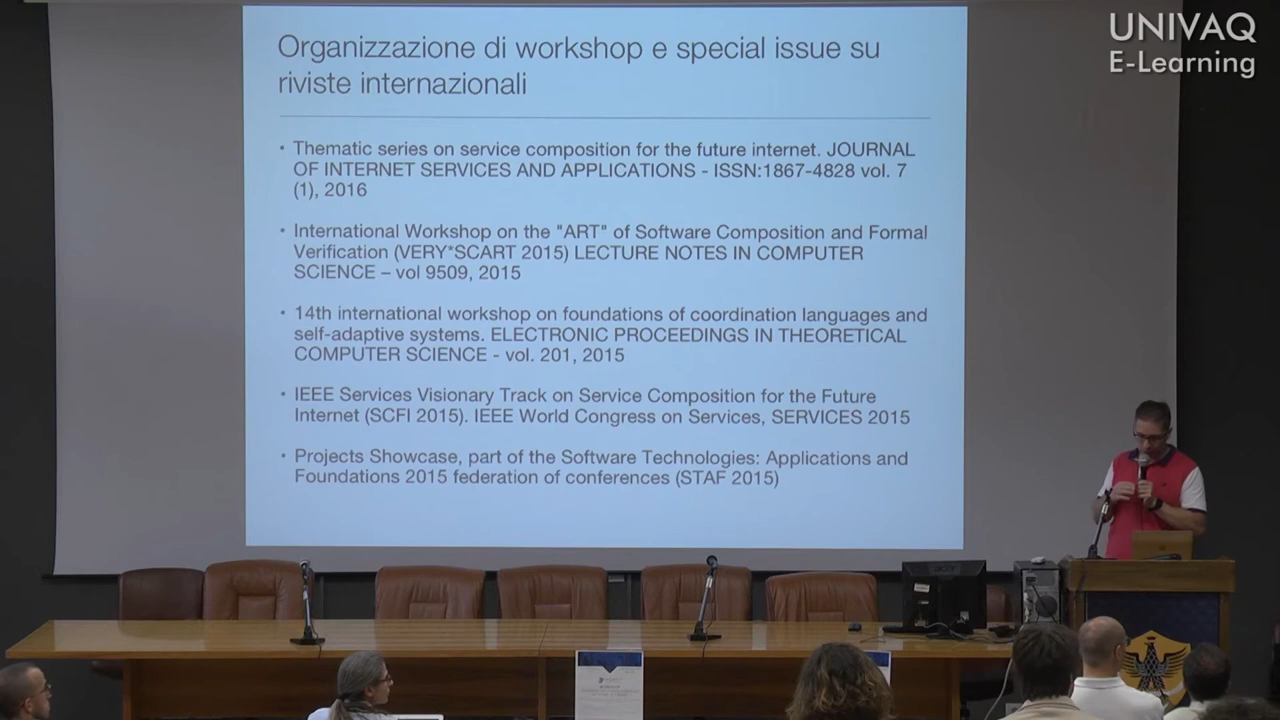 UNIVAQ
E-Learning
Organizzazione di workshop e special issue su
riviste internazionali
• Thematic series on service composition for the future internet. JOURNAL
OF INTERNET SERVICES AND APPLICATIONS - ISSN:1867-4828 vol. 7
(1), 2016
• International Workshop on the "ART" of Software Composition and Formal
Verification (VERY*SCART 2015) LECTURE NOTES IN COMPUTER
SCIENCE – vol 9509, 2015
• 14th international workshop on foundations of coordination languages and
self-adaptive systems. ELECTRONIC PROCEEDINGS IN THEORETICAL
COMPUTER SCIENCE - vol. 201, 2015
• IEEE Services Visionary Track on Service Composition for the Future
Internet (SCFI 2015). IEEE World Congress on Services, SERVICES 2015
• Projects Showcase, part of the Software Technologies: Applications and
Foundations 2015 federation of conferences (STAF 2015)
acer